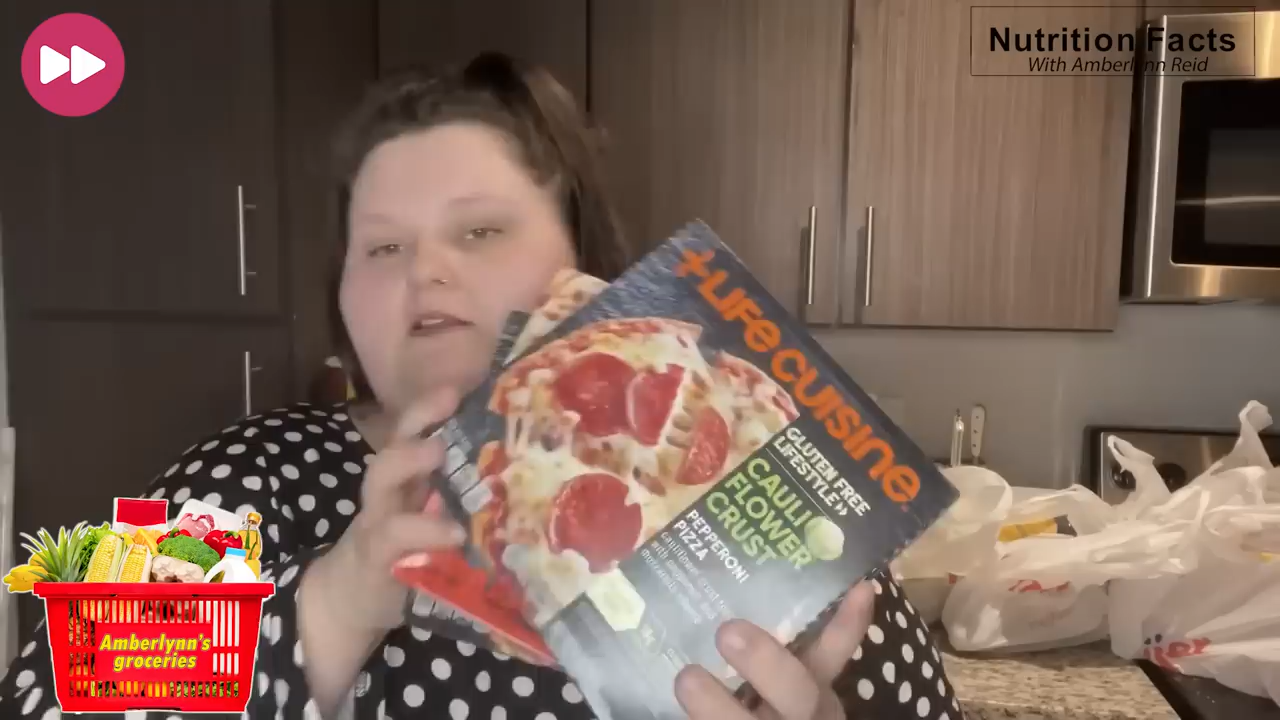 Nutrition Facts
With Amberlynn Reid
+LIFE CUISINE
GLUTEN FREE
LIFESTYLE
CAULI
FLOWER
CRUST
PEPPERONI
PIZZA
Amberlynn's
groceries